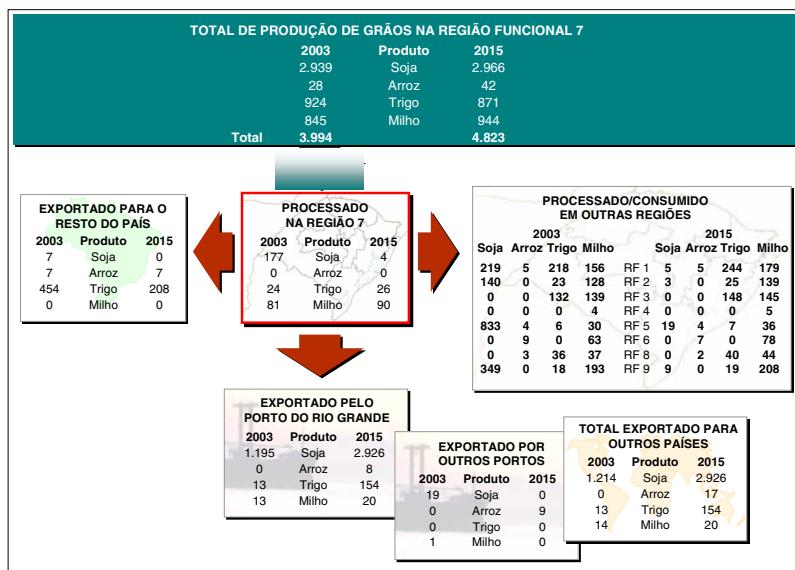 TOTAL DE PRODUÇÃO DE GRÃOS NA REGIÃO FUNCIONAL 7
2003 Produto 2015
2.939 Soja 2.966
28 Arroz 42
924 Trigo 871
845 Milho 944
Total 3.994 4.823
EXPORTADO PARA O
RESTO DO PAÍS
2003 Produto 2015
7 Soja 0
7 Arroz 7
454 Trigo 208
0 Milho 0
PROCESSADO
NA REGIÃO 7
2003 Produto 2015
177 Soja 4
0 Arroz 0
24 Trigo 26
81 Milho 90
PROCESSADO/CONSUMIDO
EM OUTRAS REGIÕES
2003 2015
Soja Arroz Trigo Milho Soja Arroz Trigo Milho
219 5 218 156 RF 1 5 5 244 179
140 0 23 128 RF 2 3 0 25 139
0 0 132 139 RF 3 0 0 148 145
0 0 0 4 RF 4 0 0 0 5
833 4 6 30 RF 5 19 4 7 36
0 9 0 63 RF 6 0 7 0 78
0 3 36 37 RF 8 0 2 40 44
349 0 18 193 RF 9 9 0 19 208
EXPORTADO PELO
PORTO DO RIO GRANDE
2003 Produto 2015
1.195 Soja 2.926
0 Arroz 8
13 Trigo 154
13 Milho 20
EXPORTADO POR
OUTROS PORTOS
2003 Produto 2015
19 Soja 0
0 Arroz 9
0 Trigo 0
1 Milho 0
TOTAL EXPORTADO PARA
OUTROS PAÍSES
2003 Produto 2015
1.214 Soja 2.926
0 Arroz 17
13 Trigo 154
14 Milho 20